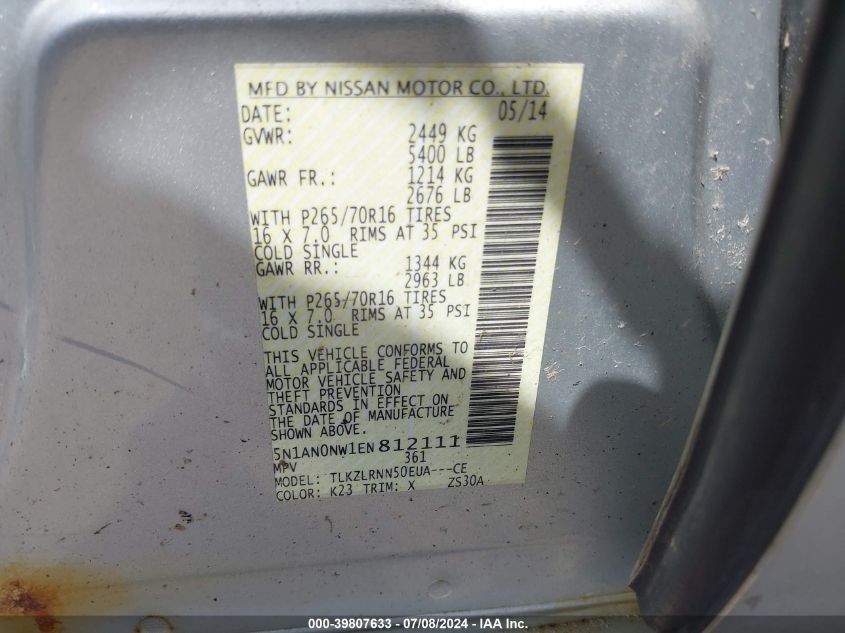 MFD BY NISSAN MOTOR CO., LTD.
DATE: 05/14
GVWR: 2449 KG
5400 LB
GAWR FR.: 1214 KG
2676 LB
WITH P265/70R16 TIRES
16 X 7.0 RIMS AT 35 PSI
COLD SINGLE
GAWR RR.: 1344 KG
2963 LB
WITH P265/70R16 TIRES
16 X 7.0 RIMS AT 35 PSI
COLD SINGLE
THIS VEHICLE CONFORMS TO
ALL APPLICABLE FEDERAL
MOTOR VEHICLE SAFETY AND
THEFT PREVENTION
STANDARDS IN EFFECT ON
THE DATE OF MANUFACTURE
SHOWN ABOVE.
5N1AN0NW1EN812111
MPV 361
MODEL: TLKZLRNN50EUA---CE
COLOR: K23 TRIM: X ZS30A
000-39807633 - 07/08/2024 - IAA Inc.